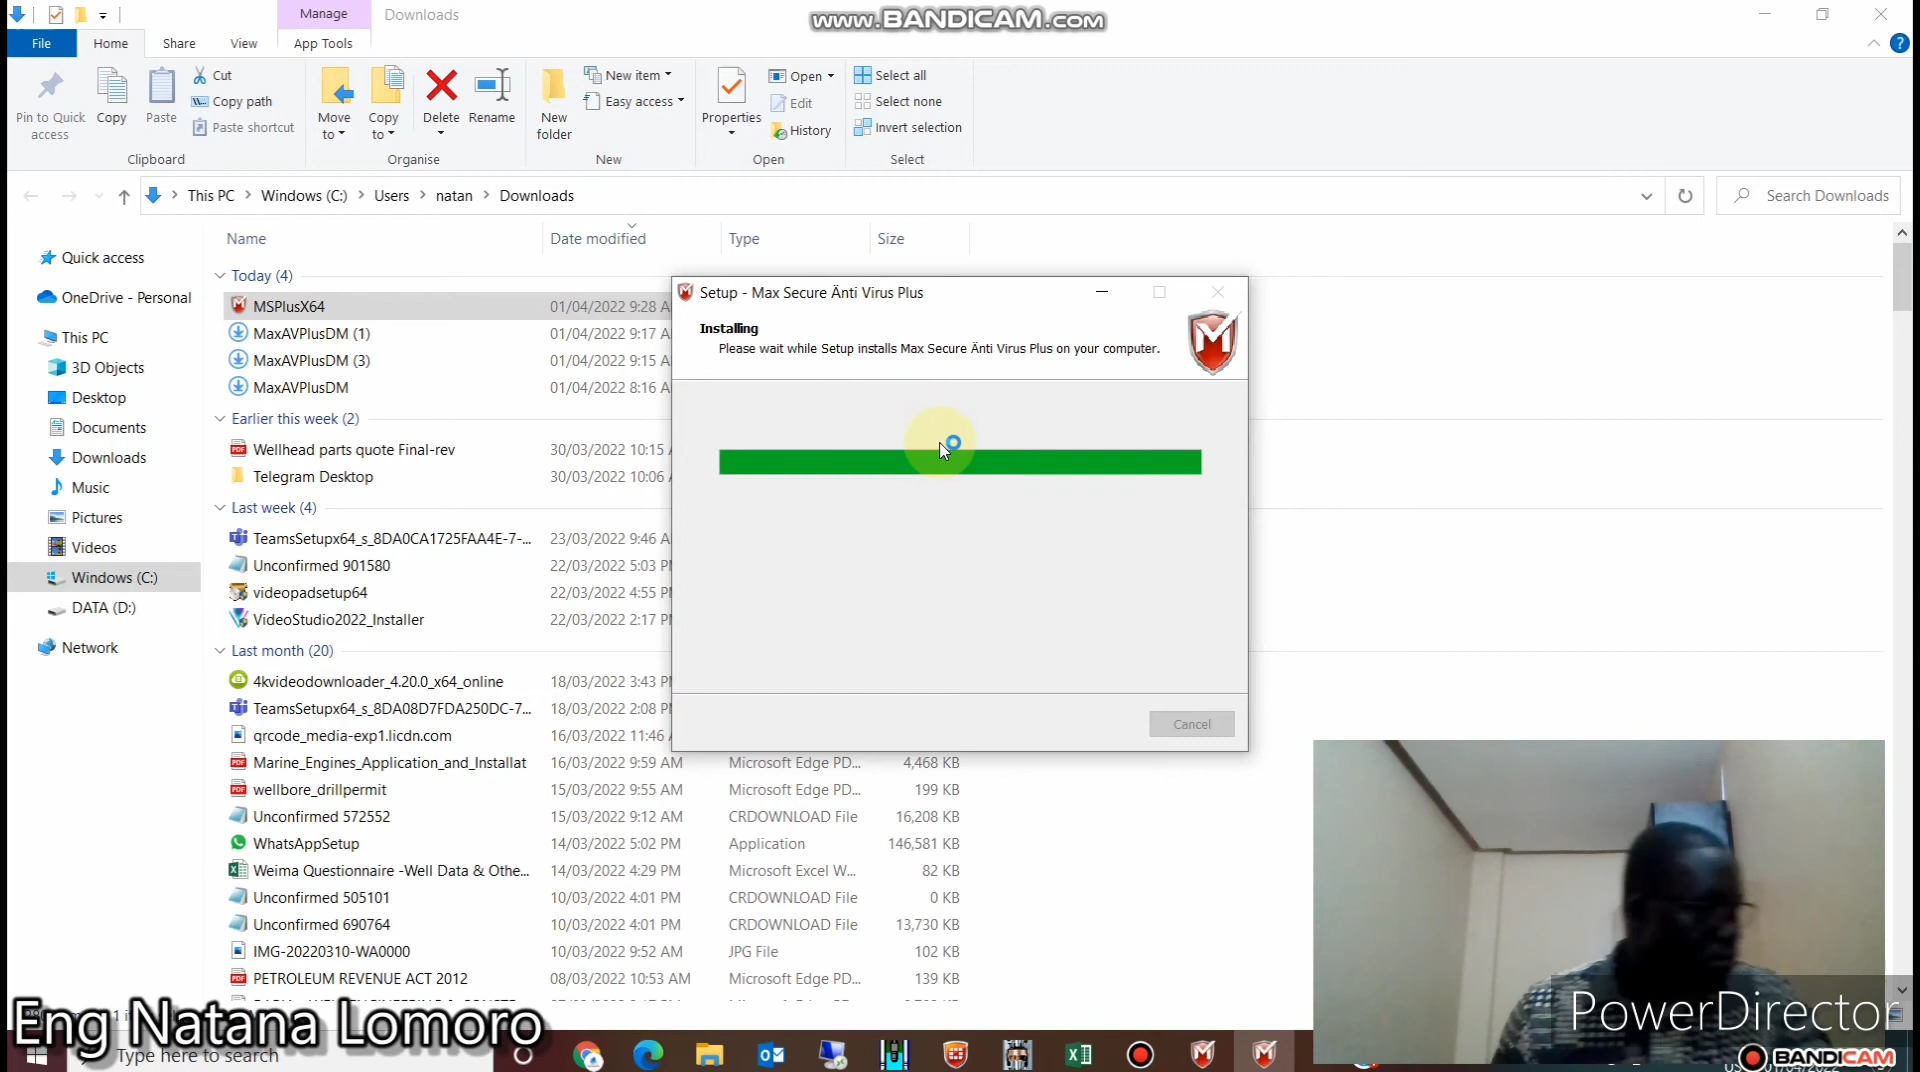 Manage
Downloads
www.BANDICAM.com
File
Home
Share
View
App Tools
Pin to Quick access
Copy
Paste
Cut
Copy path
Paste shortcut
Clipboard
Move to
Copy to
Delete
Rename
Organise
New folder
New item
Easy access
New
Properties
Open
Edit
History
Open
Select all
Select none
Invert selection
Select
This PC > Windows (C:) > Users > natan > Downloads
Search Downloads
Name
Date modified
Type
Size
Quick access
OneDrive - Personal
This PC
3D Objects
Desktop
Documents
Downloads
Music
Pictures
Videos
Windows (C:)
DATA (D:)
Network
Today (4)
MSPlusX64 01/04/2022 9:28
MaxAVPlusDM (1) 01/04/2022 9:17
MaxAVPlusDM (3) 01/04/2022 9:15
MaxAVPlusDM 01/04/2022 8:16
Earlier this week (2)
Wellhead parts quote Final-rev 30/03/2022 10:15
Telegram Desktop 30/03/2022 10:06
Last week (4)
TeamsSetupx64_s_8DA0CA1725FAA4E-7-... 23/03/2022 9:46
Unconfirmed 901580 22/03/2022 5:03
videopadsetup64 22/03/2022 4:55
VideoStudio2022_Installer 22/03/2022 2:17
Last month (20)
4kvideodownloader_4.20.0_x64_online 18/03/2022 3:43
TeamsSetupx64_s_8DA08D7FDA250DC-7... 18/03/2022 2:08
qrcode_media-exp1.licdn.com 16/03/2022 11:46
Marine_Engines_Application_and_Installat 16/03/2022 9:59 AM Microsoft Edge PD... 4,468 KB
wellbore_drillpermit 15/03/2022 9:55 AM Microsoft Edge PD... 199 KB
Unconfirmed 572552 15/03/2022 9:12 AM CRDOWNLOAD File 16,208 KB
WhatsAppSetup 14/03/2022 5:02 PM Application 146,581 KB
Weima Questionnaire -Well Data & Othe... 14/03/2022 4:29 PM Microsoft Excel W... 82 KB
Unconfirmed 505101 10/03/2022 4:01 PM CRDOWNLOAD File 0 KB
Unconfirmed 690764 10/03/2022 4:01 PM CRDOWNLOAD File 13,730 KB
IMG-20220310-WA0000 10/03/2022 9:52 AM JPG File 102 KB
PETROLEUM REVENUE ACT 2012 08/03/2022 10:53 AM Microsoft Edge PD... 139 KB
Setup - Max Secure Änti Virus Plus
Installing
Please wait while Setup installs Max Secure Änti Virus Plus on your computer.
Cancel
Eng Natana Lomoro
Type here to search
PowerDirector
BANDICAM